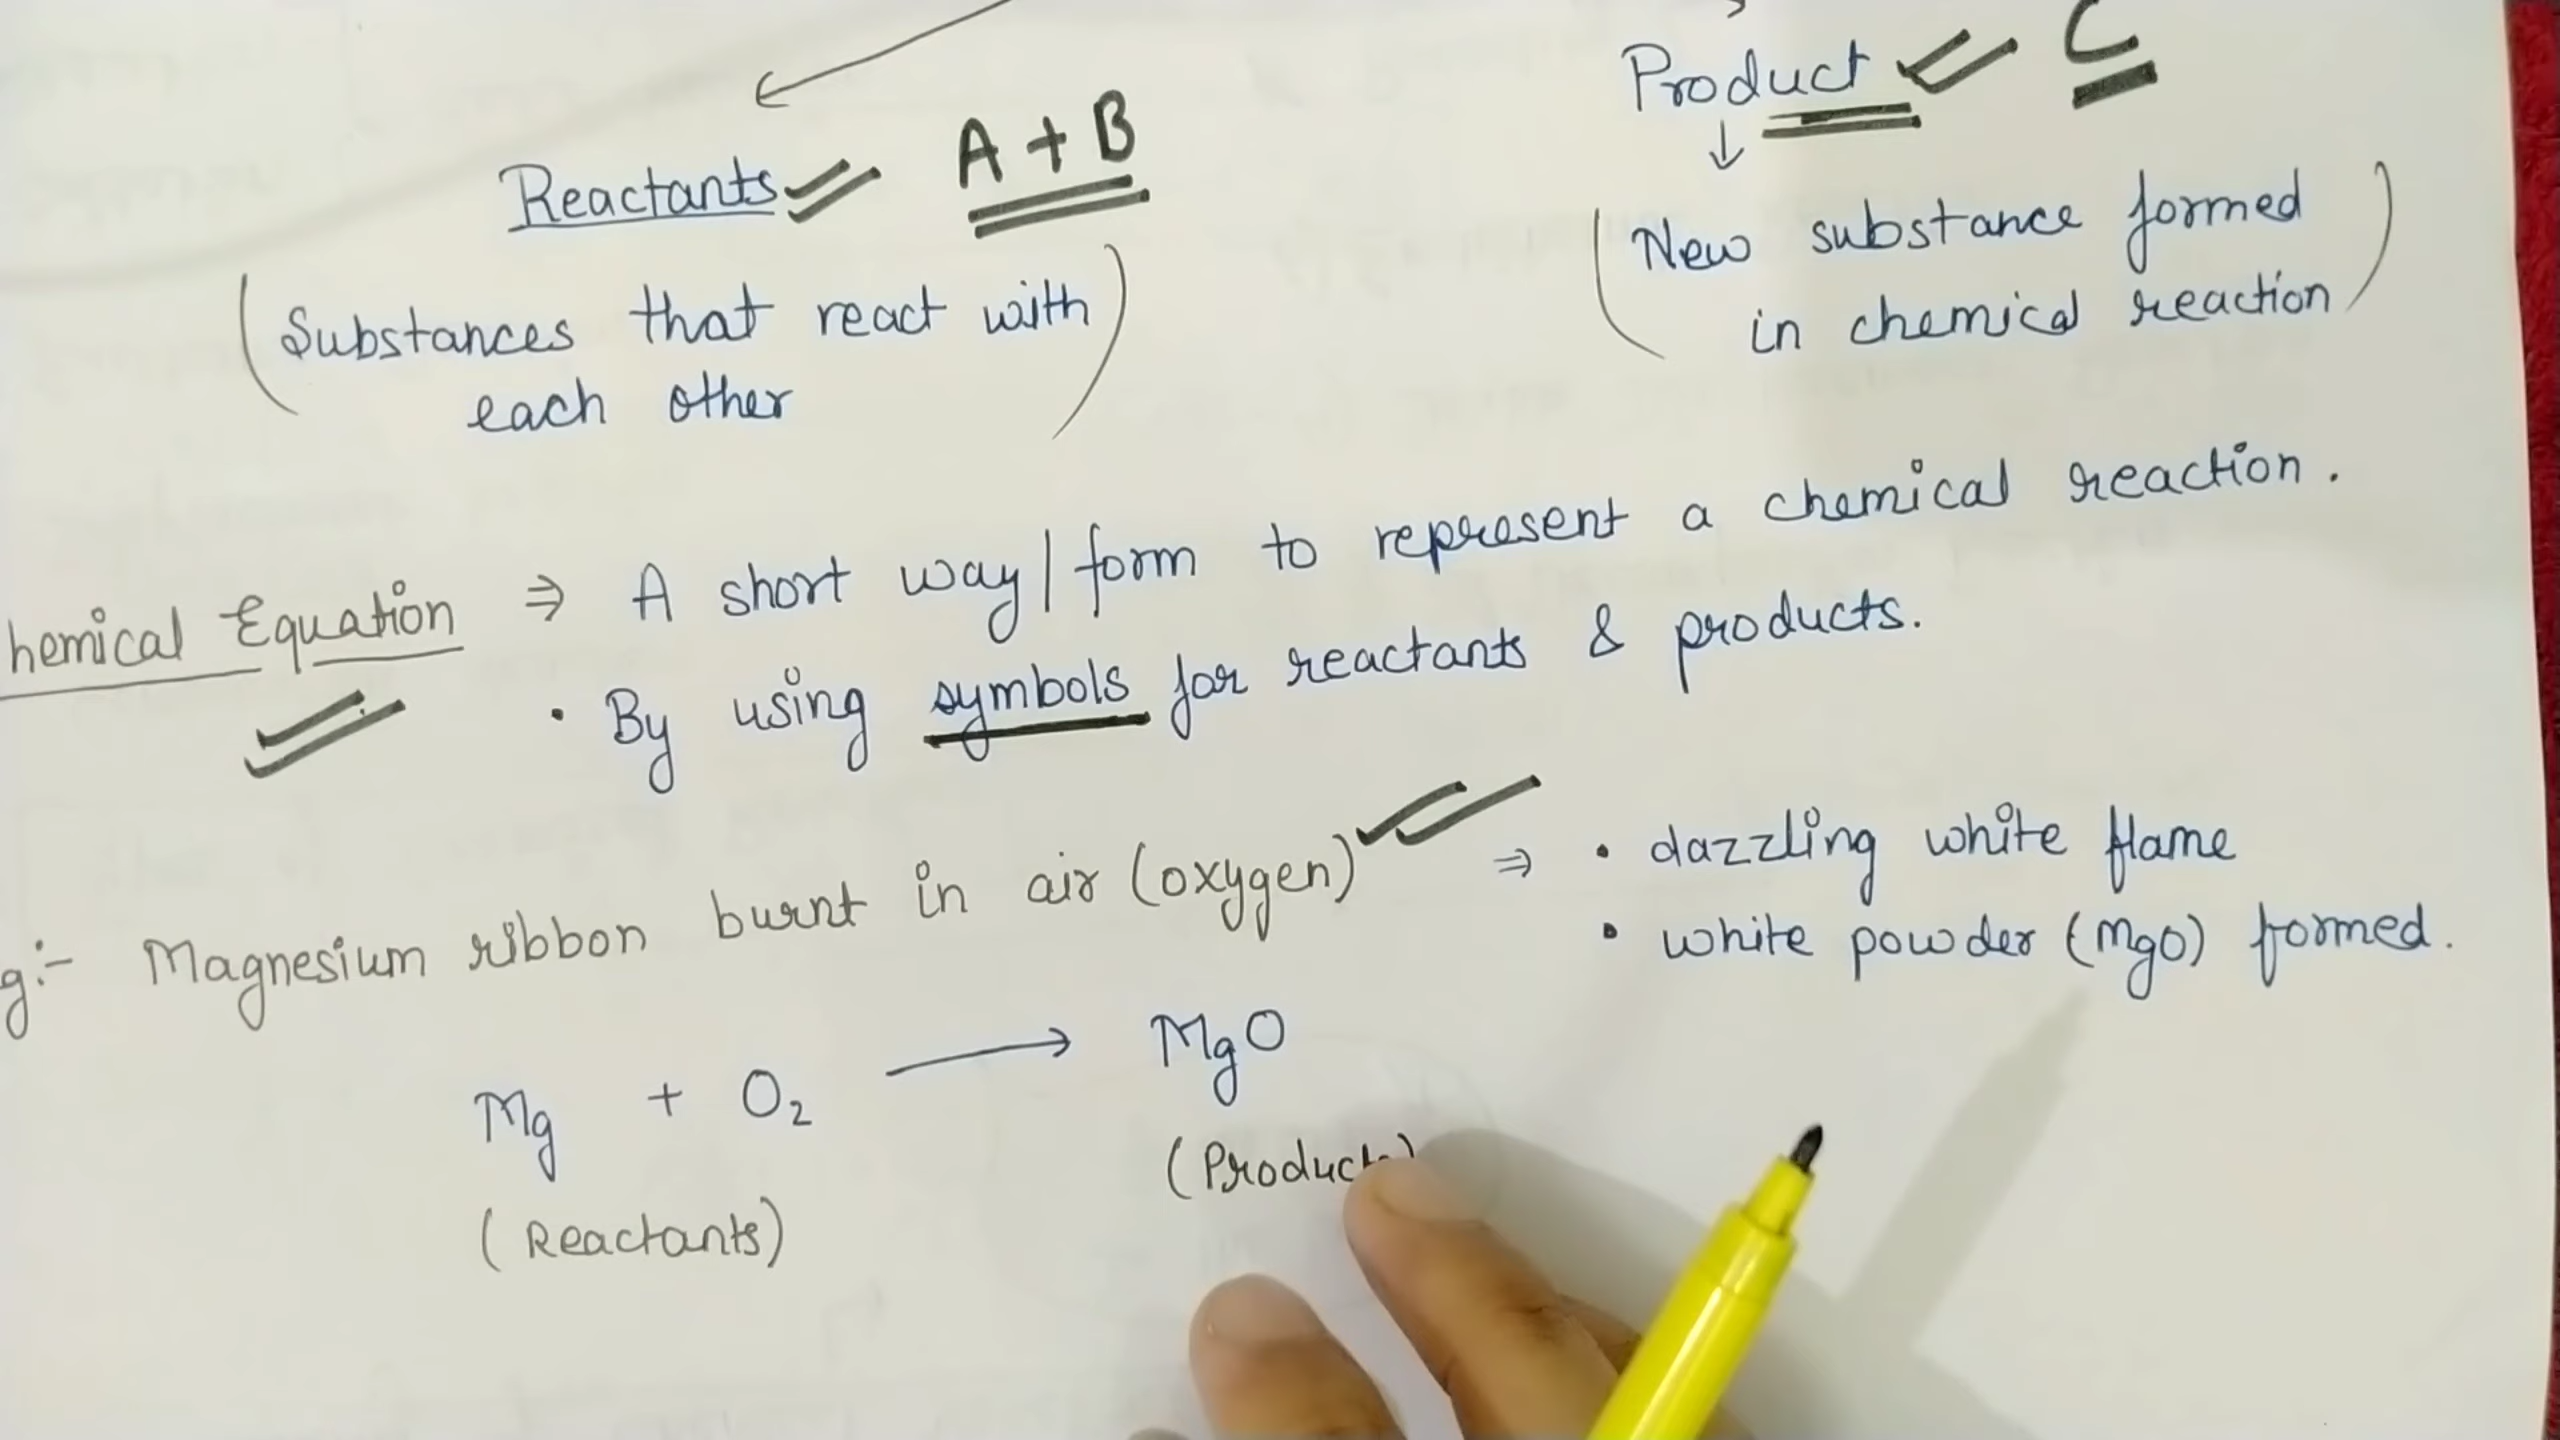 Product C
Reactants A + B
↓
(New substance formed
in chemical reaction)
(Substances that react with
each other)
hemical Equation ⇒ A short way/form to represent a chemical reaction.
• By using symbols for reactants & products.
g:- Magnesium ribbon burnt in air (oxygen) ⇒ • dazzling white flame
• white powder (MgO) formed.
Mg + O₂ → MgO
(Reactants) (Product)